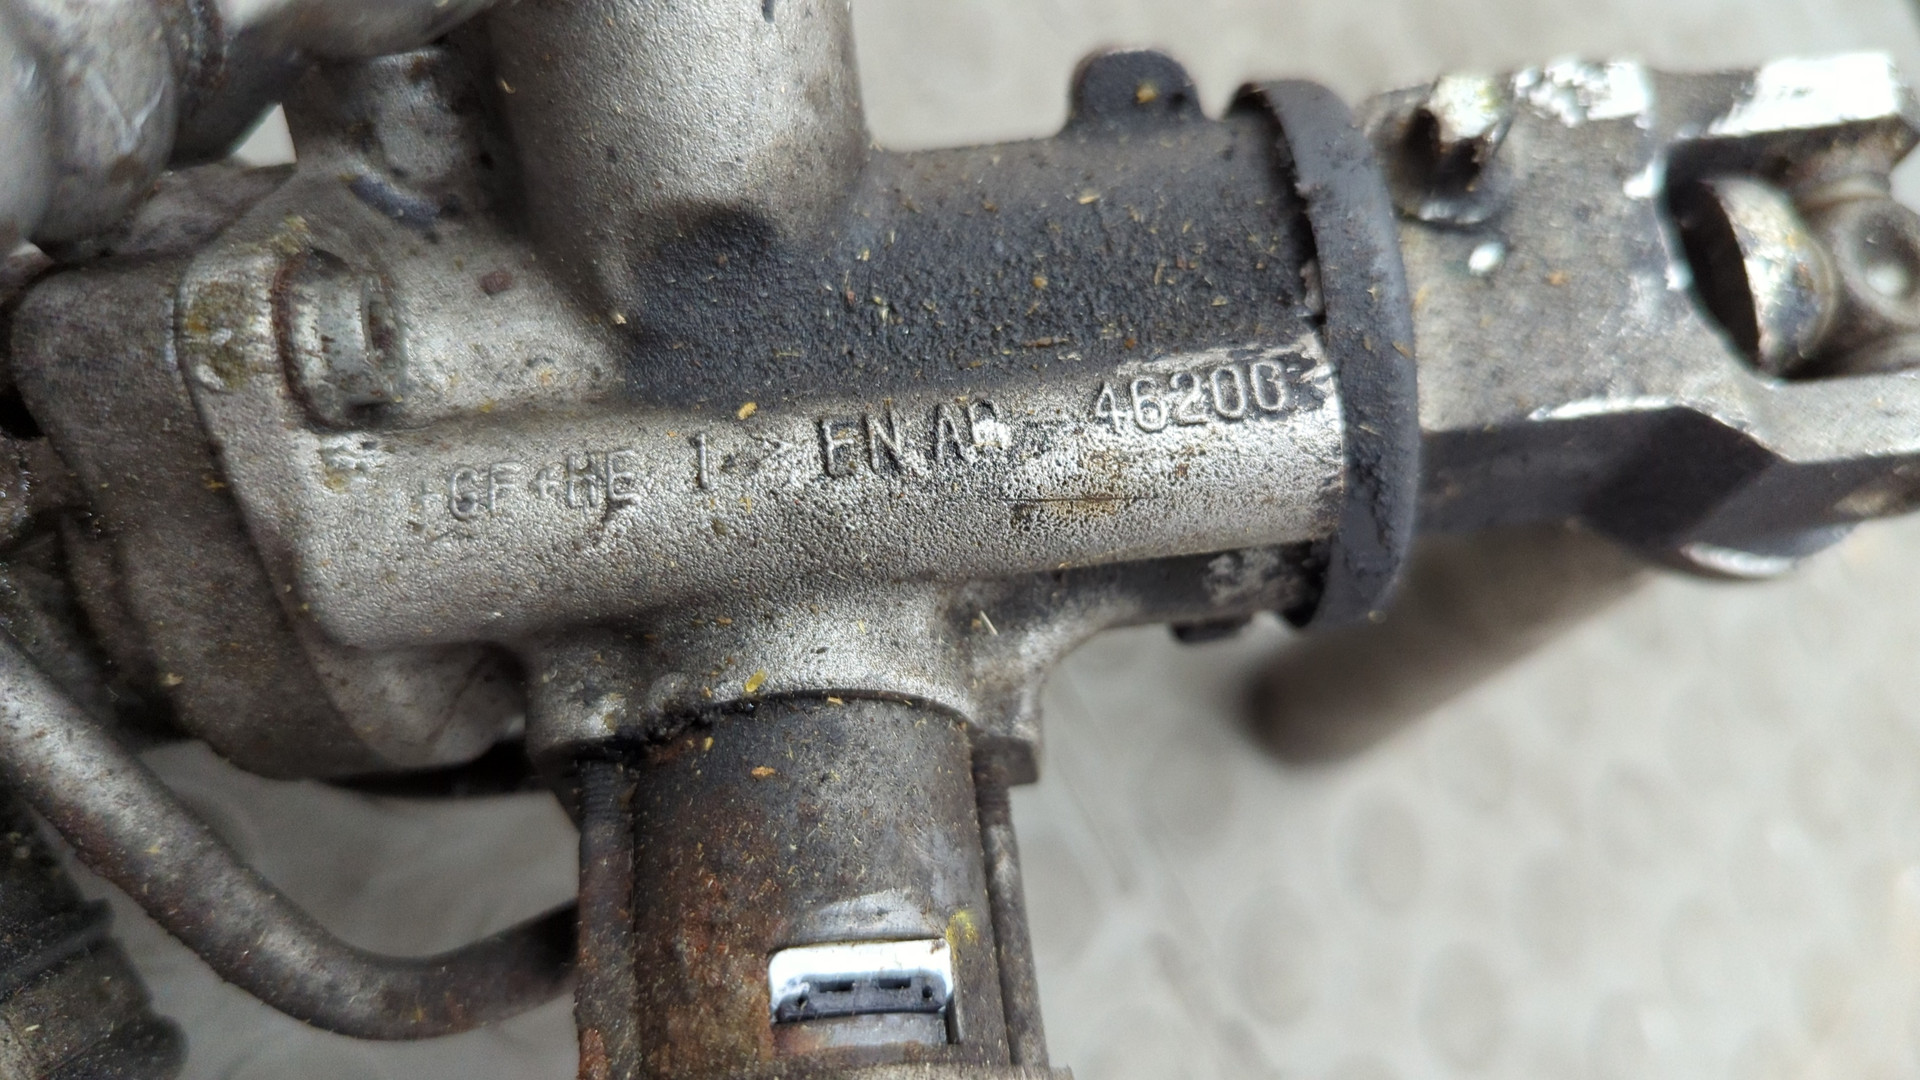 +GF+HE 1 EN AC - 46200